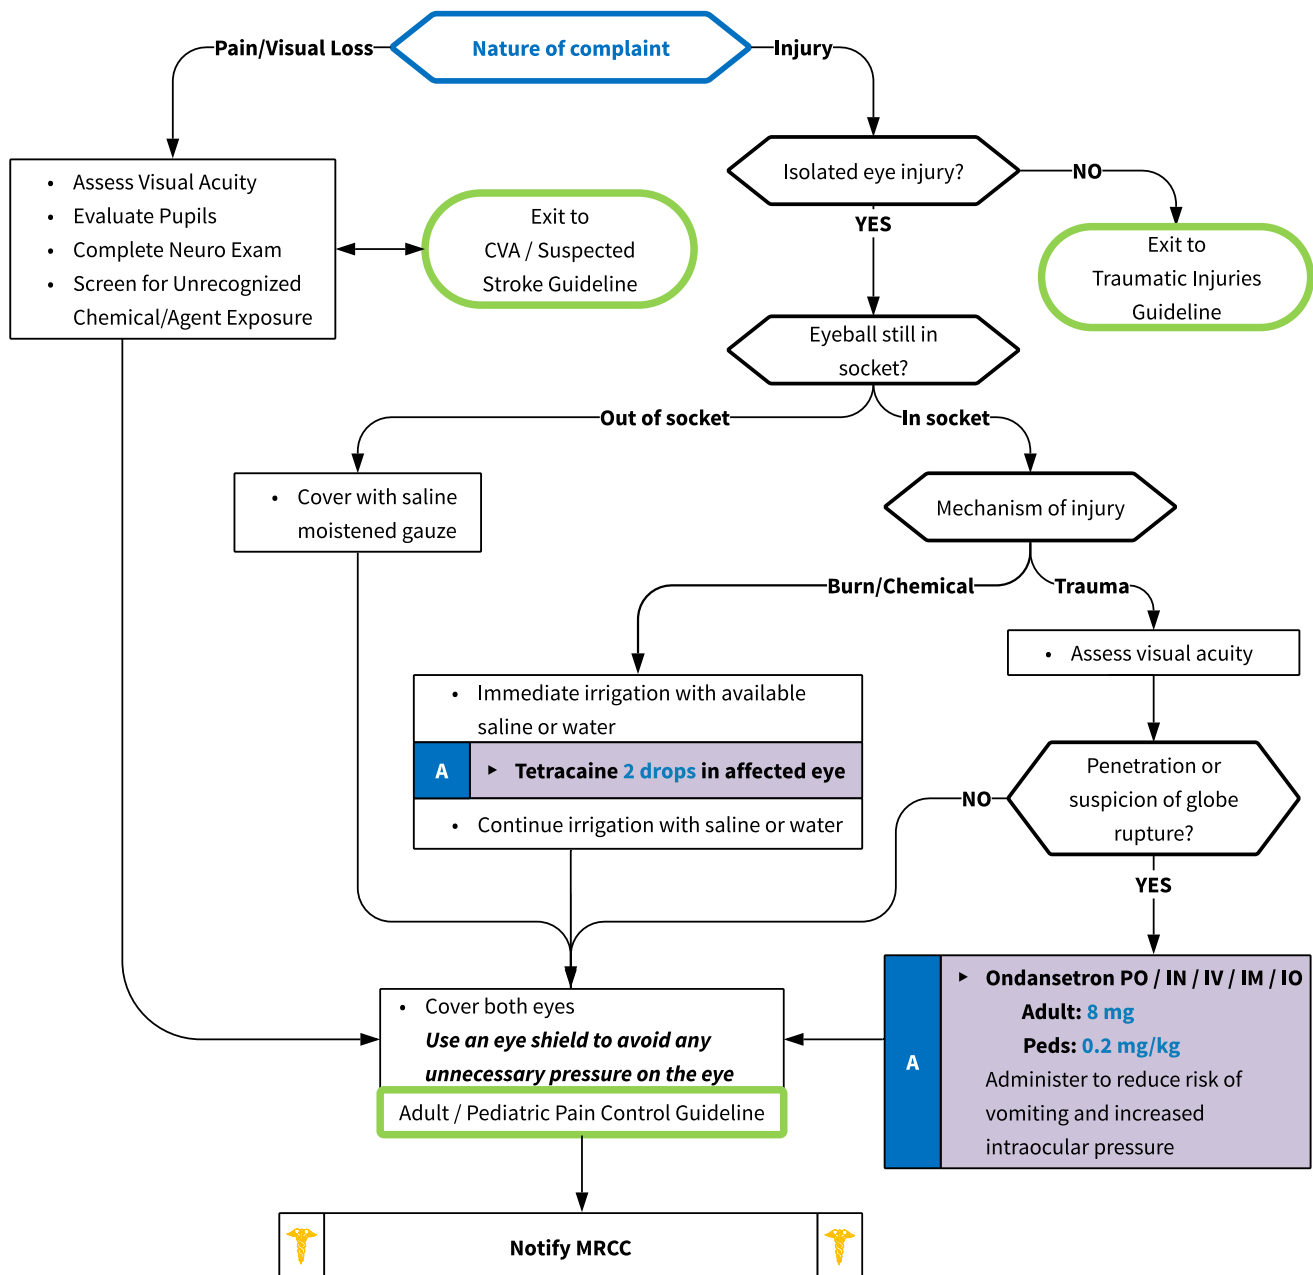 Nature of complaint
Pain/Visual Loss
Injury
• Assess Visual Acuity
• Evaluate Pupils
• Complete Neuro Exam
• Screen for Unrecognized
Chemical/Agent Exposure
Exit to
CVA / Suspected
Stroke Guideline
Isolated eye injury?
NO
YES
Exit to
Traumatic Injuries
Guideline
Eyeball still in
socket?
Out of socket
In socket
• Cover with saline
moistened gauze
Mechanism of injury
Burn/Chemical
Trauma
• Immediate irrigation with available
saline or water
A
▸ Tetracaine 2 drops in affected eye
• Continue irrigation with saline or water
• Assess visual acuity
Penetration or
suspicion of globe
rupture?
NO
YES
A
▸ Ondansetron PO / IN / IV / IM / IO
Adult: 8 mg
Peds: 0.2 mg/kg
Administer to reduce risk of
vomiting and increased
intraocular pressure
• Cover both eyes
Use an eye shield to avoid any
unnecessary pressure on the eye
Adult / Pediatric Pain Control Guideline
Notify MRCC